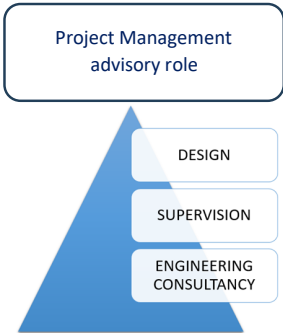 Project Management
advisory role
DESIGN
SUPERVISION
ENGINEERING
CONSULTANCY